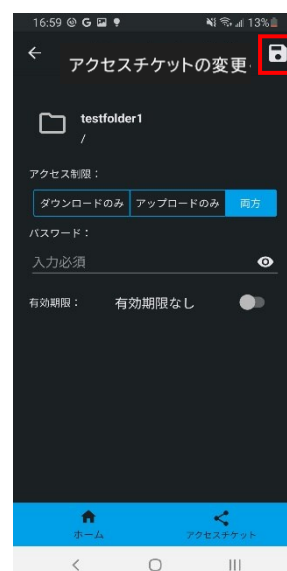 16:59 G 13%
アクセスチケットの変更
testfolder1
/
アクセス制限：
ダウンロードのみ アップロードのみ 両方
パスワード：
入力必須
有効期限： 有効期限なし
ホーム アクセスチケット